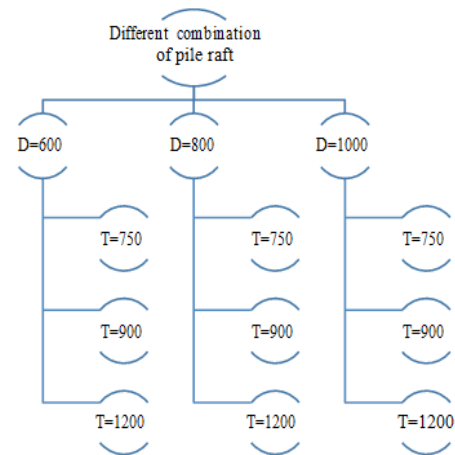 Different combination
of pile raft
D=600
D=800
D=1000
T=750
T=750
T=750
T=900
T=900
T=900
T=1200
T=1200
T=1200